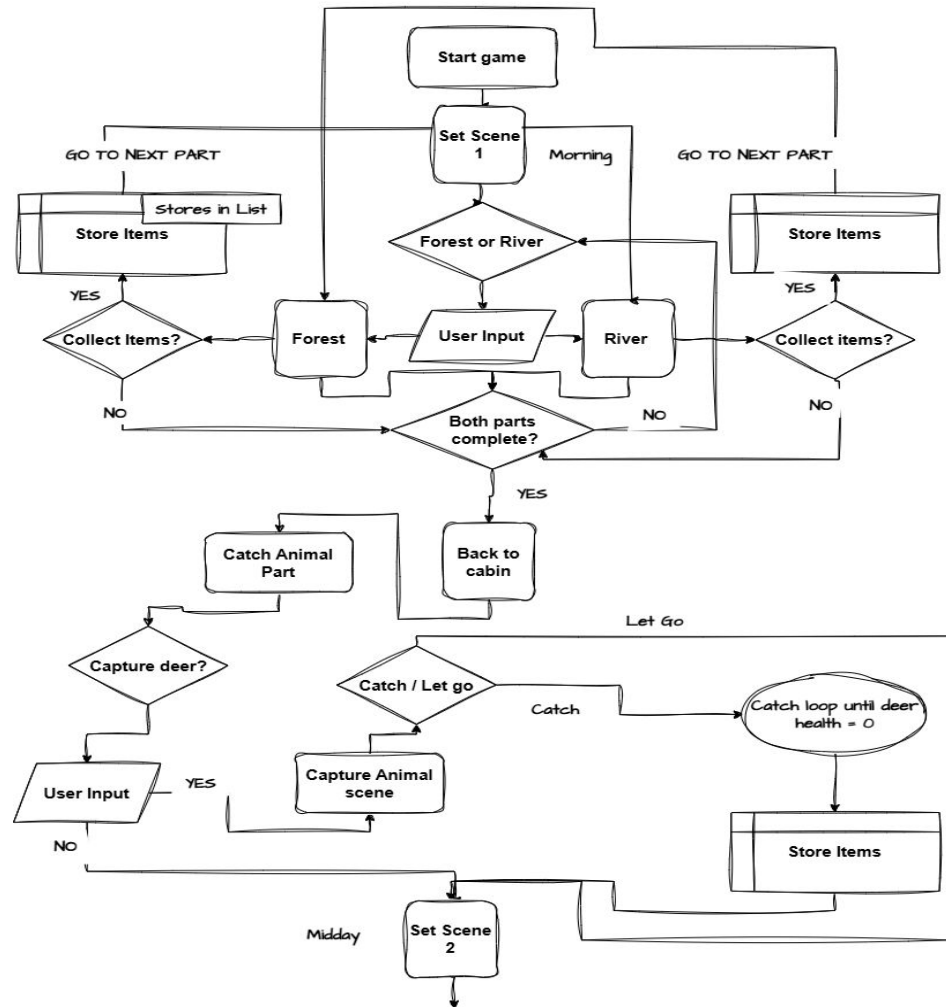 Start game
Set Scene
1
GO TO NEXT PART
Morning
GO TO NEXT PART
Stores in List
Store Items
Store Items
Forest or River
YES
YES
Collect Items?
Forest
User Input
River
Collect items?
NO
NO
NO
Both parts
complete?
YES
Catch Animal
Part
Back to
cabin
Let Go
Capture deer?
Catch / Let go
Catch
Catch loop until deer
health = 0
User Input
YES
Capture Animal
scene
NO
Store Items
Midday
Set Scene
2